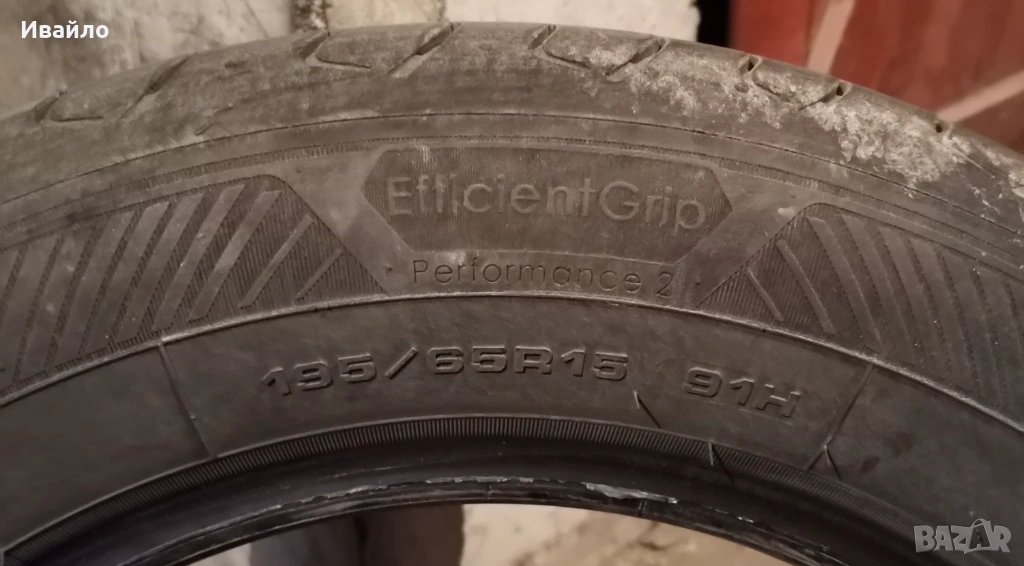 Ивайло
EfficientGrip
Performance 2
195/65R15 91H
BAZAR